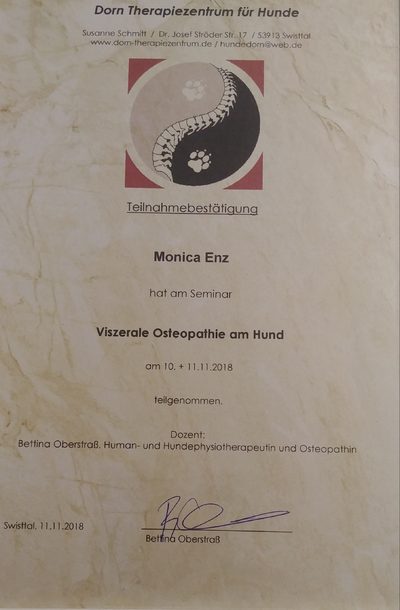 Dorn Therapiezentrum für Hunde
Susanne Schmitt / Dr. Josef Ströder Str. 17 / 53913 Swisttal
www.dorn-therapiezentrum.de / hundedorn@web.de
Teilnahmebestätigung
Monica Enz
hat am Seminar
Viszerale Osteopathie am Hund
am 10. + 11.11.2018
teilgenommen.
Dozent:
Bettina Oberstraß, Human- und Hundephysiotherapeutin und Osteopathin
Swisttal, 11.11.2018
Bettina Oberstraß